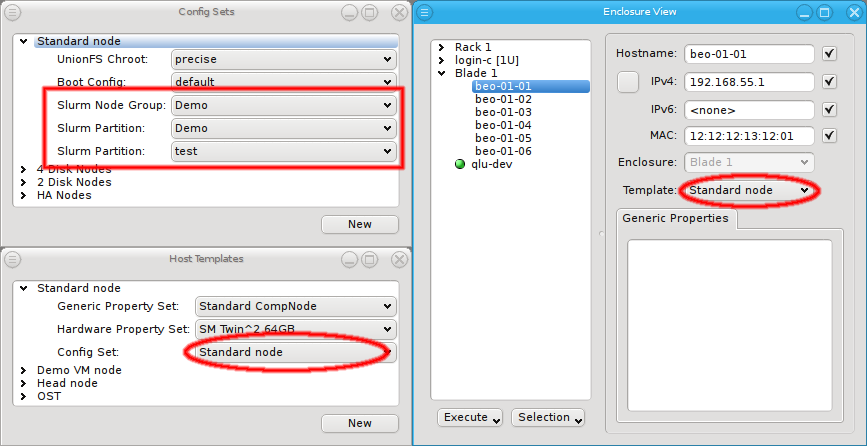 Config Sets
Standard node
UnionFS Chroot: precise
Boot Config: default
Slurm Node Group: Demo
Slurm Partition: Demo
Slurm Partition: test
4 Disk Nodes
2 Disk Nodes
HA Nodes
New
Host Templates
Standard node
Generic Property Set: Standard CompNode
Hardware Property Set: SM Twin^2 64GB
Config Set: Standard node
Demo VM node
Head node
OST
New
Enclosure View
Rack 1
login-c [1U]
Blade 1
beo-01-01
beo-01-02
beo-01-03
beo-01-04
beo-01-05
beo-01-06
qlu-dev
Execute
Selection
Hostname: beo-01-01
IPv4: 192.168.55.1
IPv6: <none>
MAC: 12:12:12:13:12:01
Enclosure: Blade 1
Template: Standard node
Generic Properties